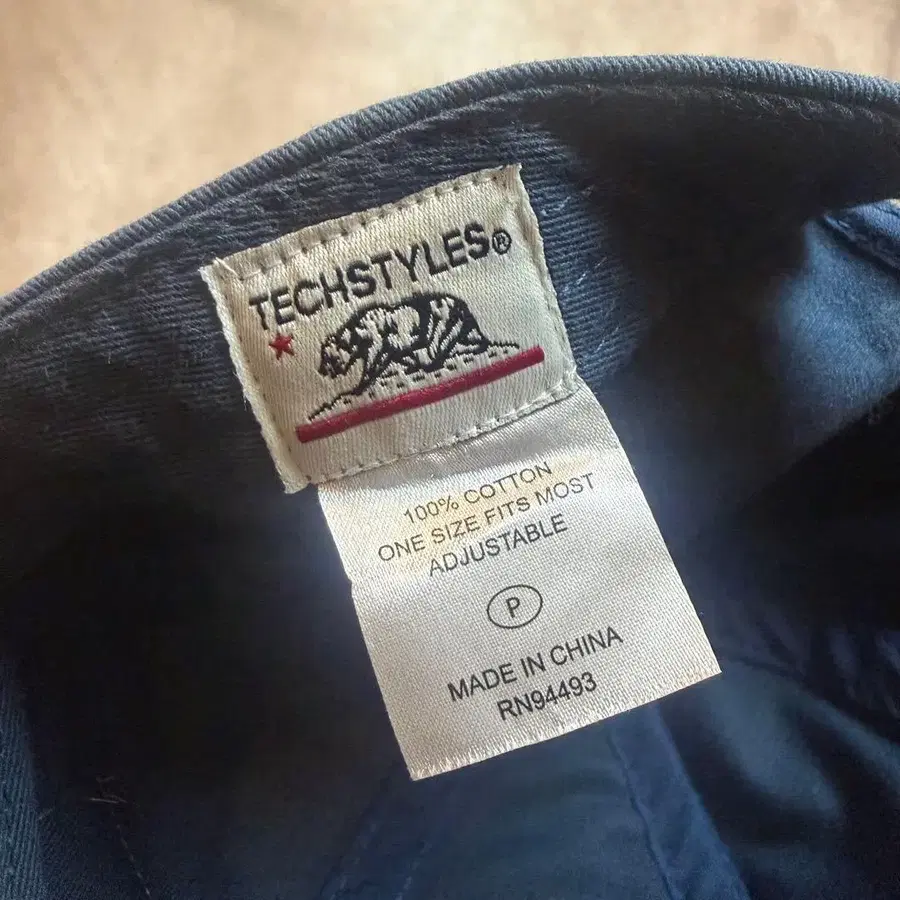 TECHSTYLES®
100% COTTON
ONE SIZE FITS MOST
ADJUSTABLE
P
MADE IN CHINA
RN94493